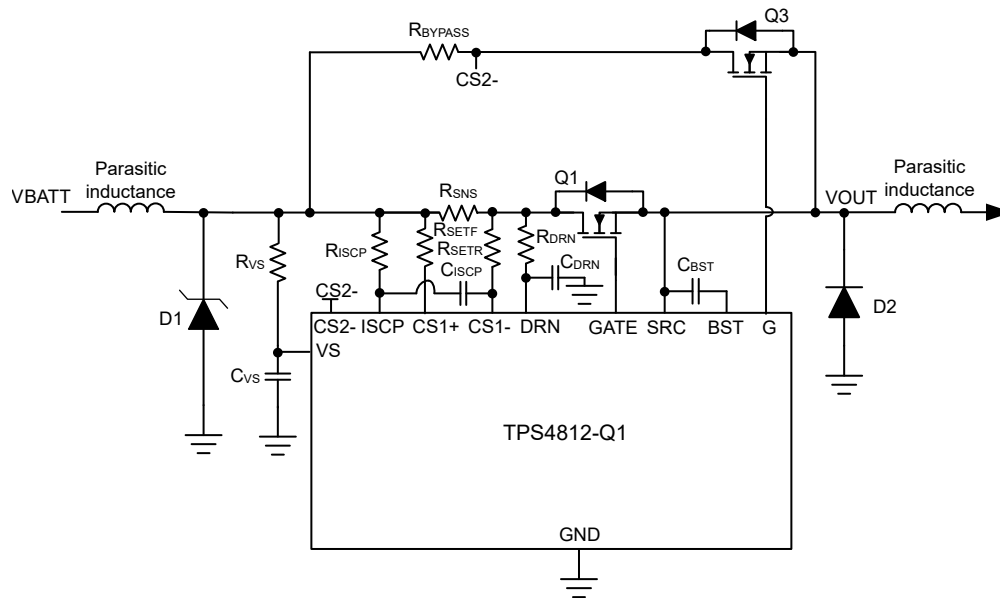 RBYPASS
CS2-
Q3
VBATT
Parasitic
inductance
Q1
VOUT
Parasitic
inductance
RSNS
RVS
RISCP
RSETF
RSETR
RDRN
CISCP
CDRN
CBST
D1
CS2-
D2
CS2- ISCP CS1+ CS1- DRN GATE SRC BST G
VS
CVS
TPS4812-Q1
GND